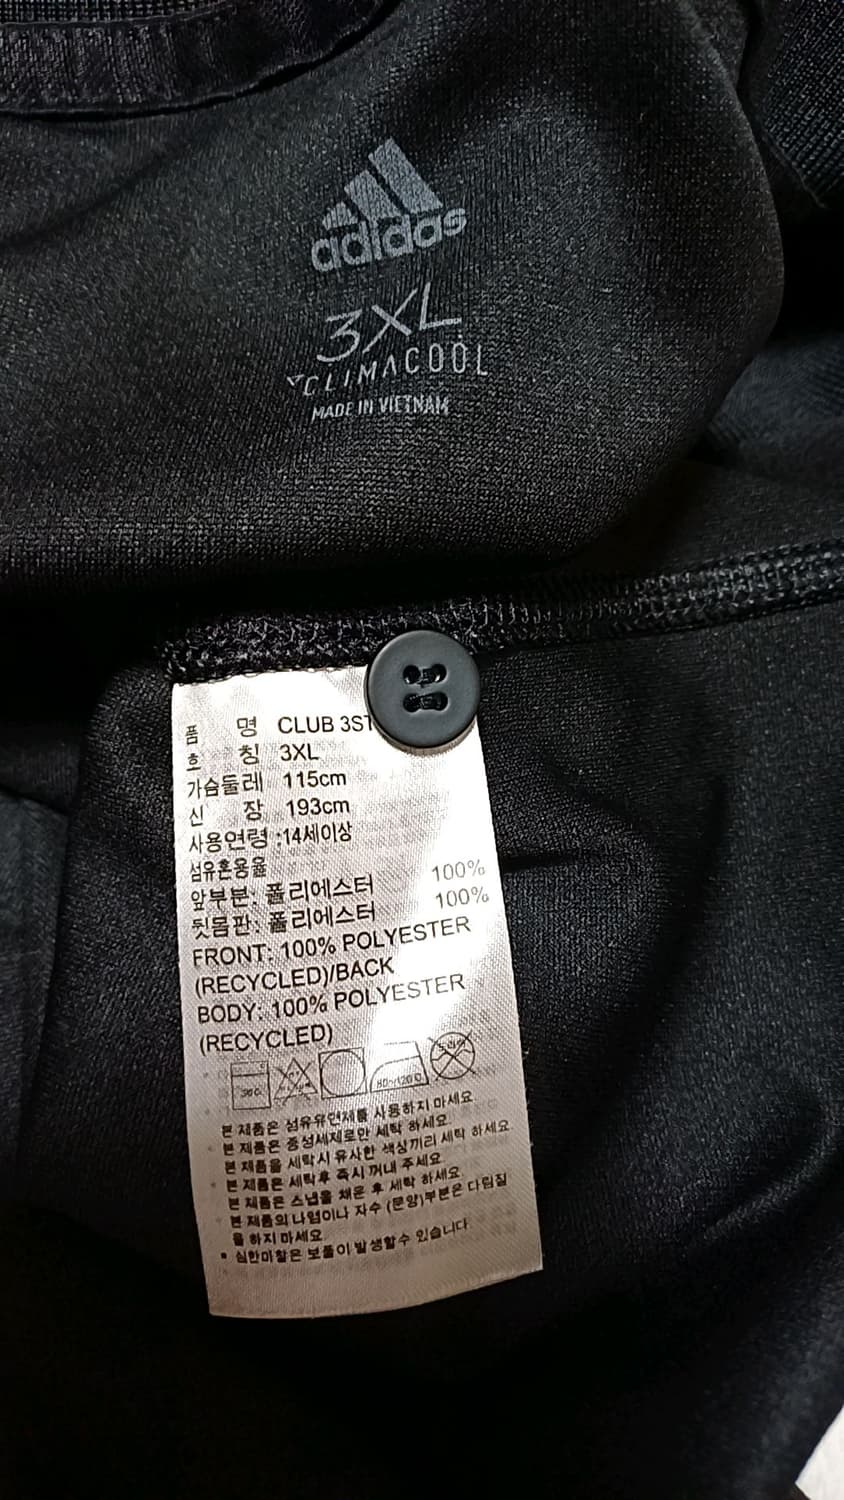 adidas
3XL
CLIMACOOL
MADE IN VIETNAM
품 명 CLUB 3ST
호 칭 3XL
가슴둘레 115cm
신 장 193cm
사용연령 :14세이상
섬유혼용율
앞부분: 폴리에스터 100%
뒷몸판: 폴리에스터 100%
FRONT: 100% POLYESTER
(RECYCLED)/BACK
BODY: 100% POLYESTER
(RECYCLED)
80~120℃ 드라이
본 제품은 섬유유연제를 사용하지 마세요.
본 제품은 중성세제로만 세탁 하세요.
본 제품을 세탁시 유사한 색상끼리 세탁 하세요
본 제품은 세탁후 즉시 꺼내 주세요.
본 제품은 스냅을 채운 후 세탁 하세요.
본 제품의 나염이나 자수 (문양)부분은 다림질
을 하지 마세요.
심한마찰은 보풀이 발생할수 있습니다.